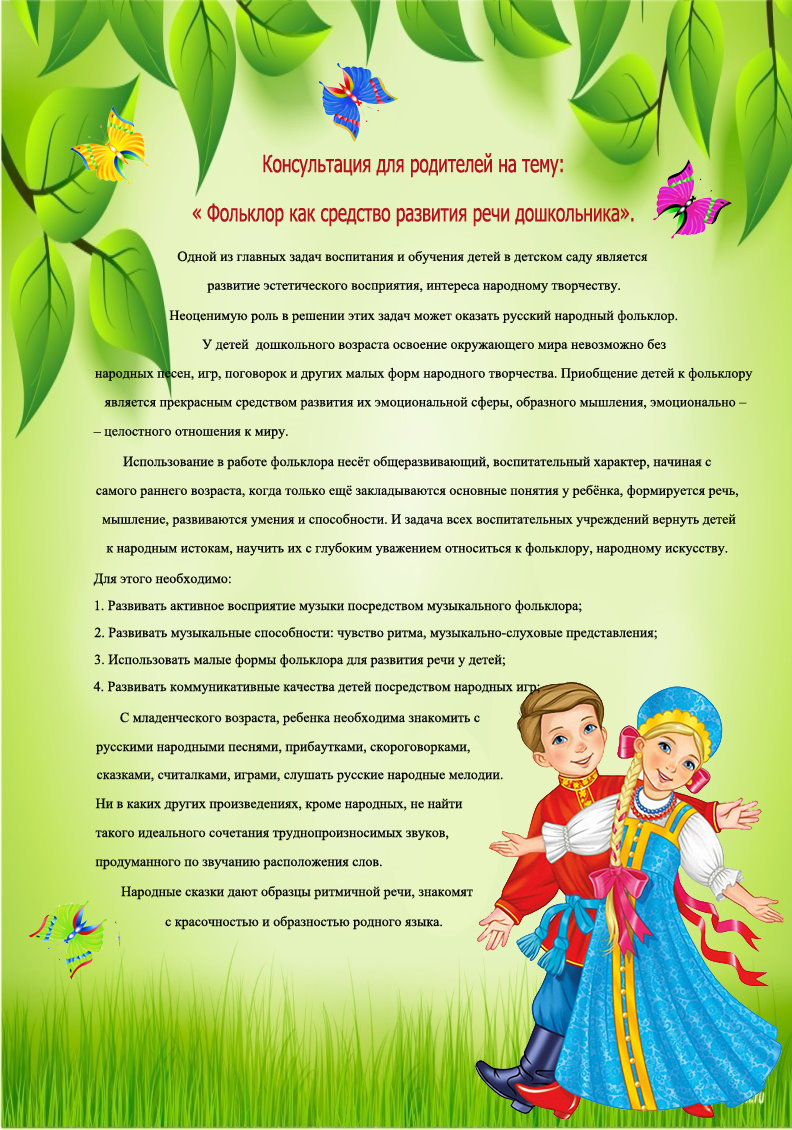 Консультация для родителей на тему:
« Фольклор как средство развития речи дошкольника».
Одной из главных задач воспитания и обучения детей в детском саду является
развитие эстетического восприятия, интереса народному творчеству.
Неоценимую роль в решении этих задач может оказать русский народный фольклор.
У детей дошкольного возраста освоение окружающего мира невозможно без
народных песен, игр, поговорок и других малых форм народного творчества. Приобщение детей к фольклору
является прекрасным средством развития их эмоциональной сферы, образного мышления, эмоционально –
– целостного отношения к миру.
Использование в работе фольклора несёт общеразвивающий, воспитательный характер, начиная с
самого раннего возраста, когда только ещё закладываются основные понятия у ребёнка, формируется речь,
мышление, развиваются умения и способности. И задача всех воспитательных учреждений вернуть детей
к народным истокам, научить их с глубоким уважением относиться к фольклору, народному искусству.
Для этого необходимо:
1. Развивать активное восприятие музыки посредством музыкального фольклора;
2. Развивать музыкальные способности: чувство ритма, музыкально-слуховые представления;
3. Использовать малые формы фольклора для развития речи у детей;
4. Развивать коммуникативные качества детей посредством народных игр;
С младенческого возраста, ребенка необходима знакомить с
русскими народными песнями, прибаутками, скороговорками,
сказками, считалками, играми, слушать русские народные мелодии.
Ни в каких других произведениях, кроме народных, не найти
такого идеального сочетания труднопроизносимых звуков,
продуманного по звучанию расположения слов.
Народные сказки дают образцы ритмичной речи, знакомят
с красочностью и образностью родного языка.